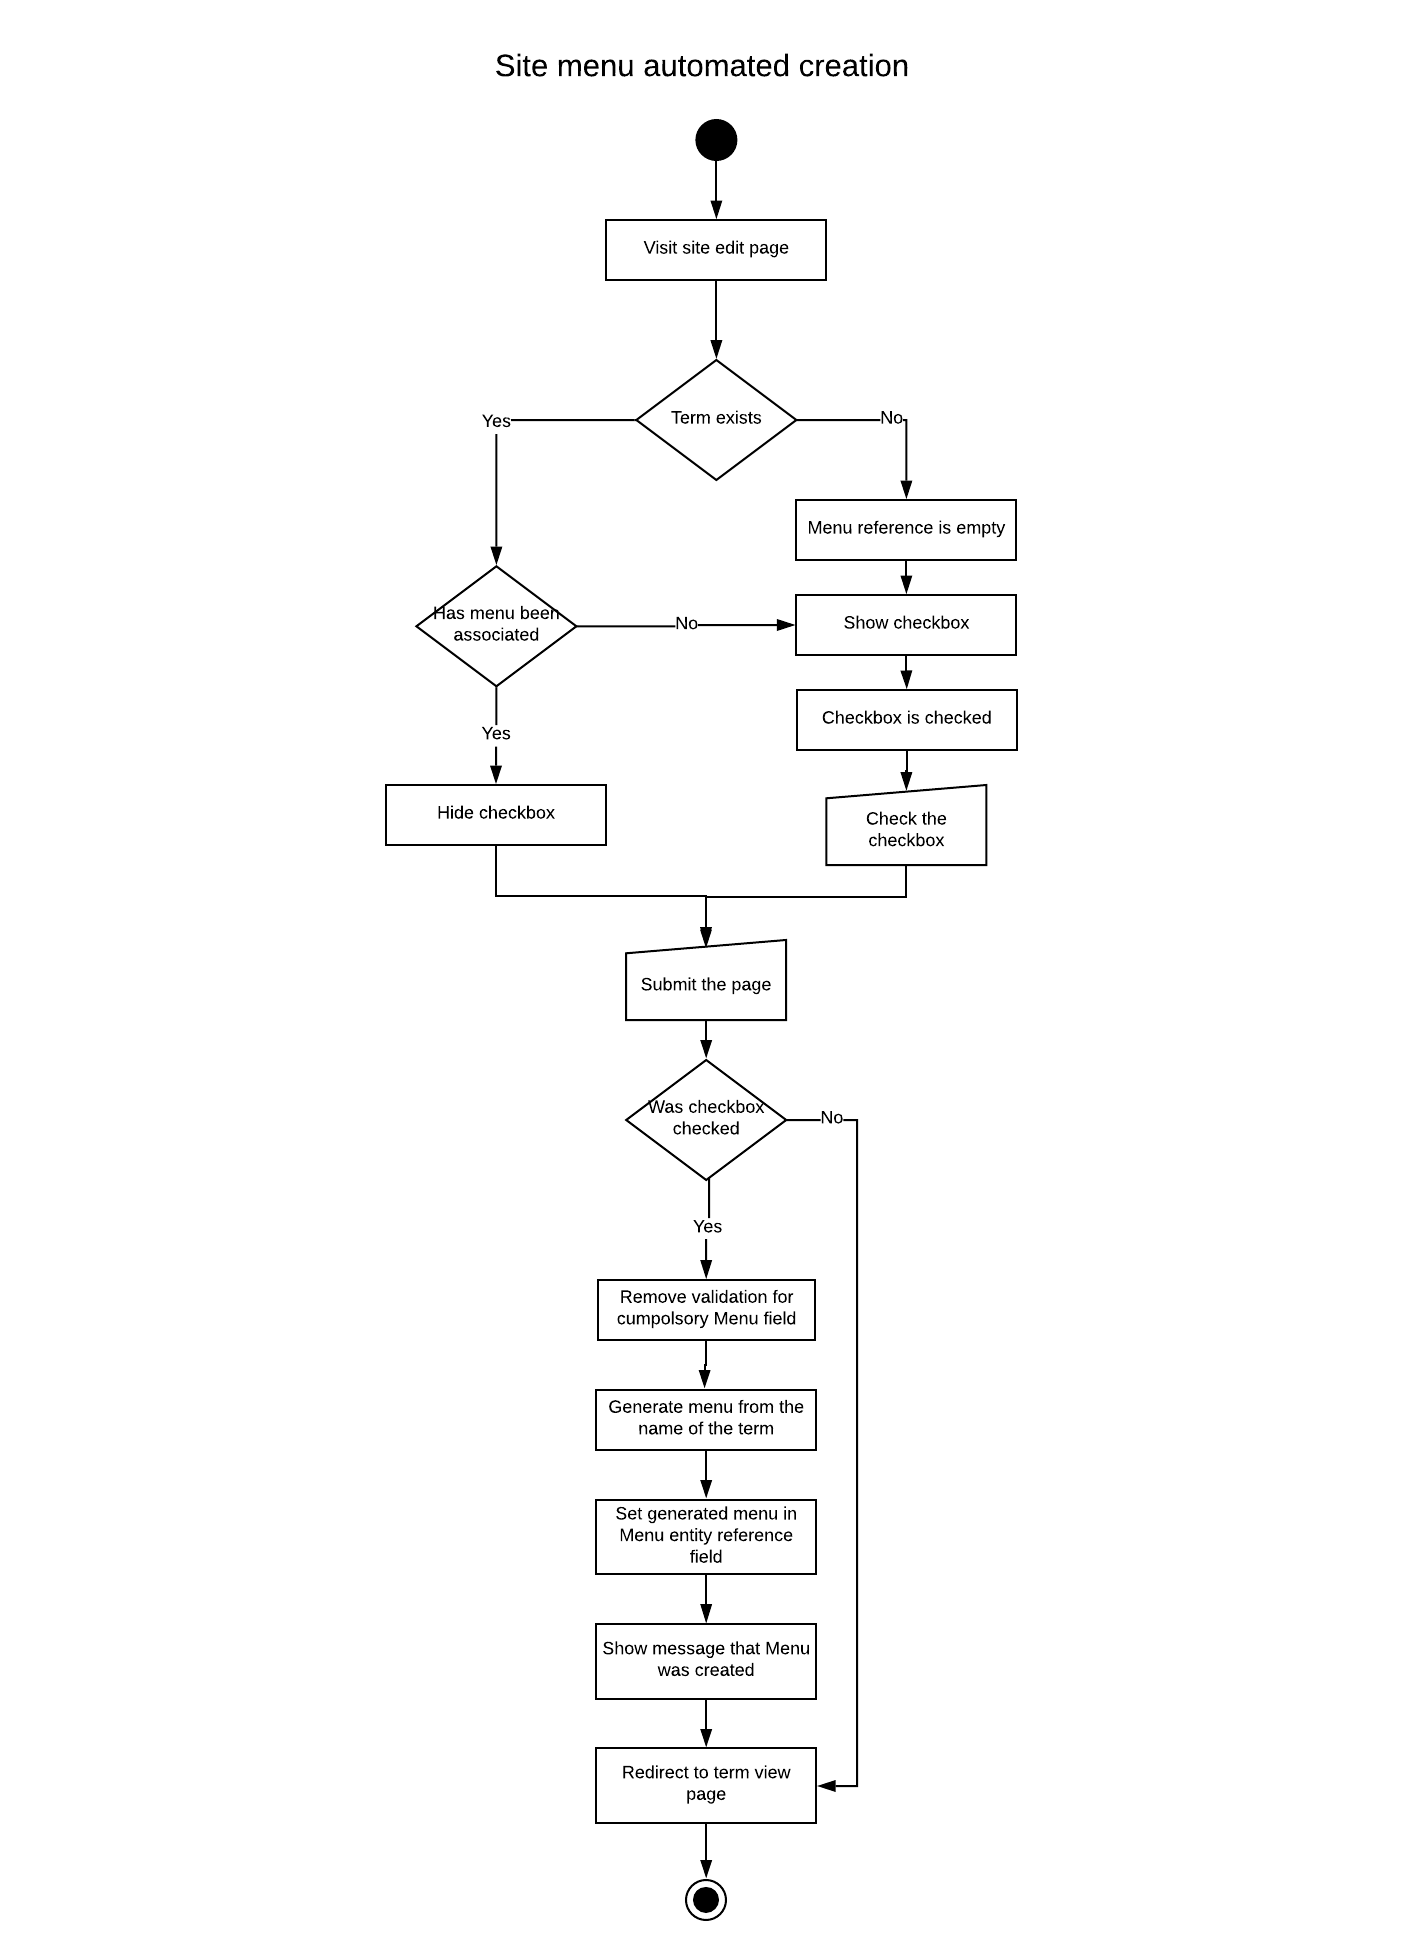 Site menu automated creation
Visit site edit page
Term exists
Yes
No
Menu reference is empty
Has menu been
associated
No
Show checkbox
Checkbox is checked
Yes
Hide checkbox
Check the
checkbox
Submit the page
Was checkbox
checked
No
Yes
Remove validation for
cumpolsory Menu field
Generate menu from the
name of the term
Set generated menu in
Menu entity reference
field
Show message that Menu
was created
Redirect to term view
page